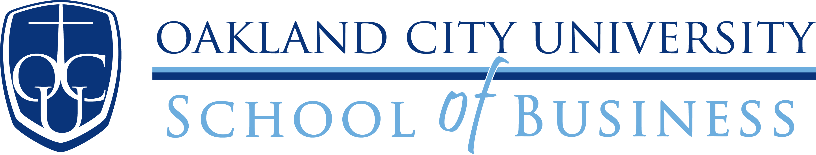 OCU
OAKLAND CITY UNIVERSITY
SCHOOL of BUSINESS